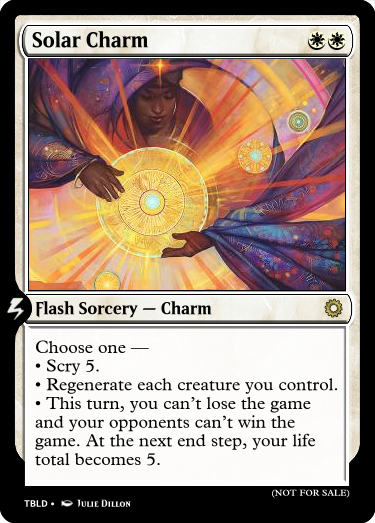 Solar Charm
Flash Sorcery — Charm
Choose one —
• Scry 5.
• Regenerate each creature you control.
• This turn, you can't lose the game
and your opponents can't win the
game. At the next end step, your life
total becomes 5.
(NOT FOR SALE)
TBLD • JULIE DILLON